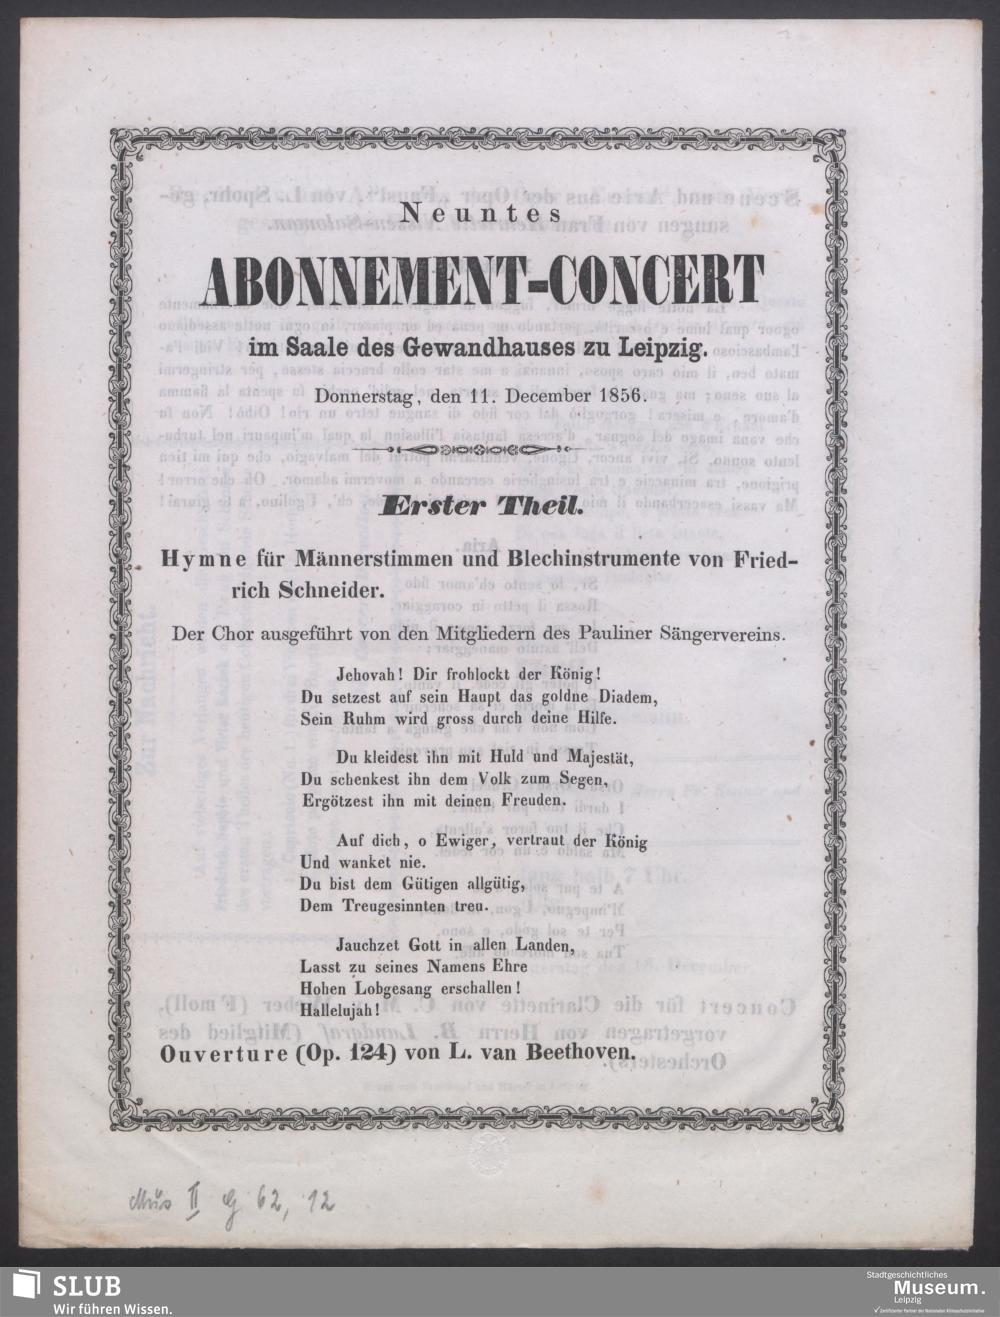 Neuntes
ABONNEMENT-CONCERT
im Saale des Gewandhauses zu Leipzig.
Donnerstag, den 11. December 1856.
Erster Theil.
Hymne für Männerstimmen und Blechinstrumente von Fried-
rich Schneider.
Der Chor ausgeführt von den Mitgliedern des Pauliner Sängervereins.
Jehovah! Dir frohlockt der König!
Du setzest auf sein Haupt das goldne Diadem,
Sein Ruhm wird gross durch deine Hilfe.
Du kleidest ihn mit Huld und Majestät,
Du schenkest ihn dem Volk zum Segen,
Ergötzest ihn mit deinen Freuden.
Auf dich, o Ewiger, vertraut der König
Und wanket nie.
Du bist dem Gütigen allgütig,
Dem Treugesinnten treu.
Jauchzet Gott in allen Landen,
Lasst zu seines Namens Ehre
Hohen Lobgesang erschallen!
Hallelujah!
Ouverture (Op. 124) von L. van Beethoven.
Mus II G 62, 12
SLUB
Wir führen Wissen.
Stadtgeschichtliches
Museum.
Leipzig
Zertifizierter Partner der Nationalen Klimaschutzinitiative